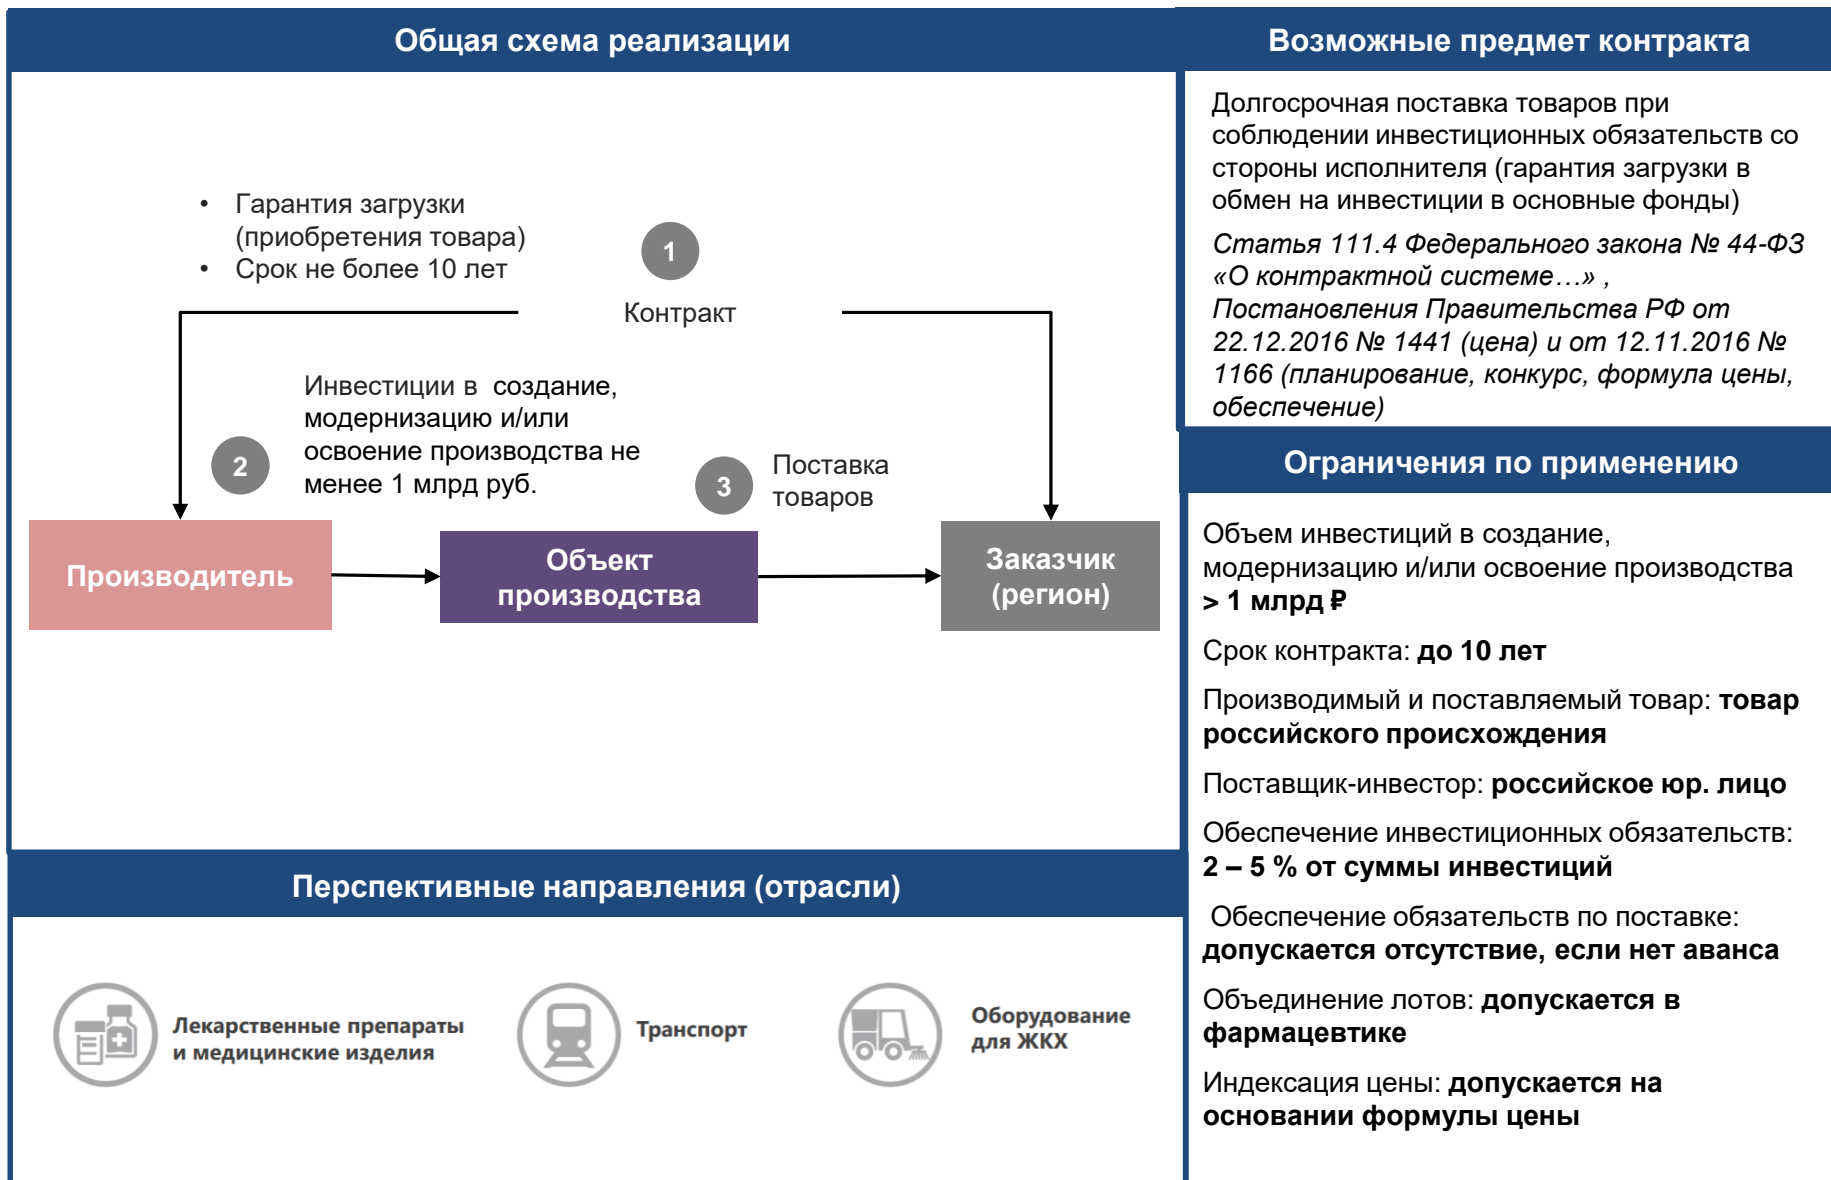 Общая схема реализации
• Гарантия загрузки
(приобретения товара)
• Срок не более 10 лет
1
Контракт
Инвестиции в создание,
модернизацию и/или
освоение производства не
менее 1 млрд руб.
2
3
Поставка
товаров
Производитель
Объект
производства
Заказчик
(регион)
Перспективные направления (отрасли)
Лекарственные препараты
и медицинские изделия
Транспорт
Оборудование
для ЖКХ
Возможные предмет контракта
Долгосрочная поставка товаров при
соблюдении инвестиционных обязательств со
стороны исполнителя (гарантия загрузки в
обмен на инвестиции в основные фонды)
Статья 111.4 Федерального закона № 44-ФЗ
«О контрактной системе…» ,
Постановления Правительства РФ от
22.12.2016 № 1441 (цена) и от 12.11.2016 №
1166 (планирование, конкурс, формула цены,
обеспечение)
Ограничения по применению
Объем инвестиций в создание,
модернизацию и/или освоение производства
> 1 млрд ₽
Срок контракта: до 10 лет
Производимый и поставляемый товар: товар
российского происхождения
Поставщик-инвестор: российское юр. лицо
Обеспечение инвестиционных обязательств:
2 – 5 % от суммы инвестиций
Обеспечение обязательств по поставке:
допускается отсутствие, если нет аванса
Объединение лотов: допускается в
фармацевтике
Индексация цены: допускается на
основании формулы цены